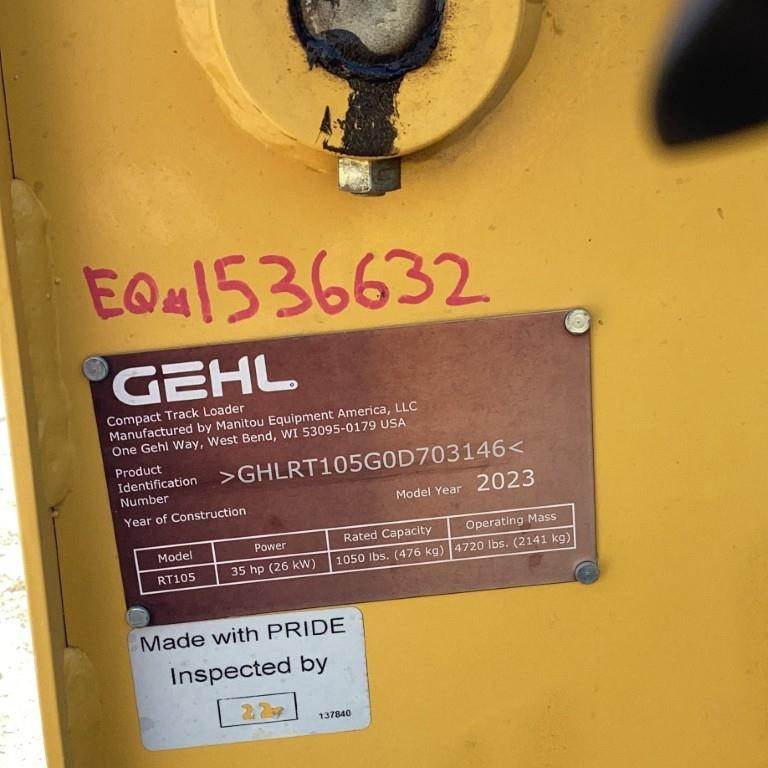 EQ#1536632
GEHL
Compact Track Loader
Manufactured by Manitou Equipment America, LLC
One Gehl Way, West Bend, WI 53095-0179 USA
Product
Identification >GHLRT105G0D703146<
Number
Year of Construction Model Year 2023
Model Power Rated Capacity Operating Mass
RT105 35 hp (26 kW) 1050 lbs. (476 kg) 4720 lbs. (2141 kg)
Made with PRIDE
Inspected by
22
137840